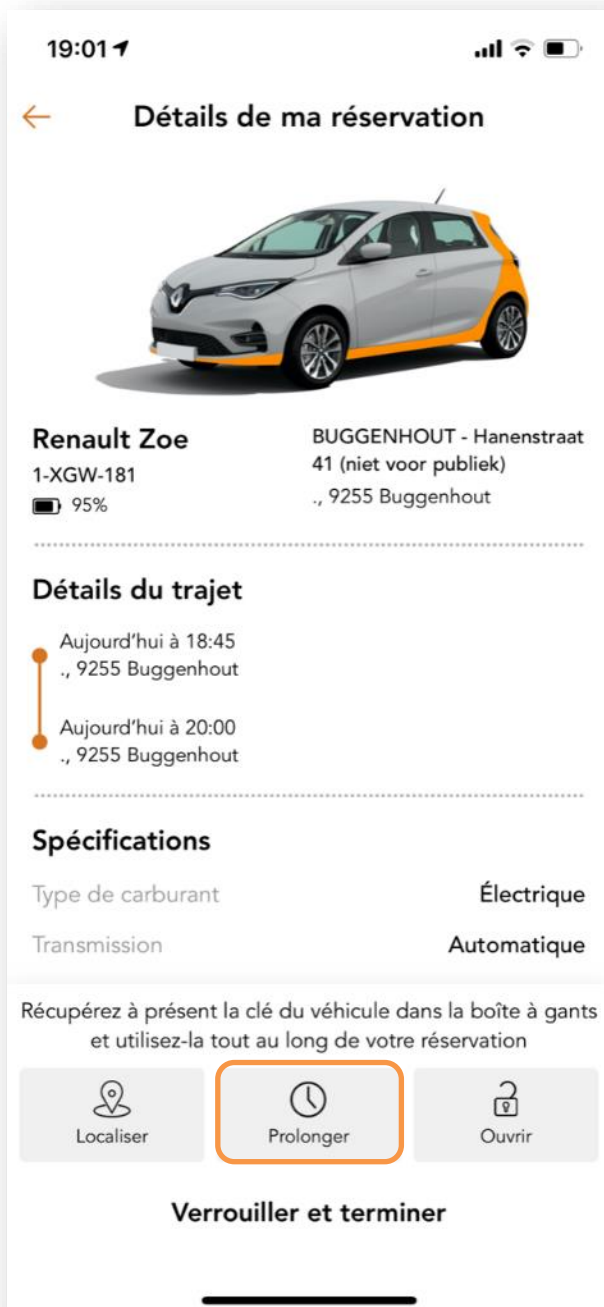 19:01
Détails de ma réservation
Renault Zoe
1-XGW-181
95%
BUGGENHOUT - Hanenstraat
41 (niet voor publiek)
., 9255 Buggenhout
Détails du trajet
Aujourd'hui à 18:45
., 9255 Buggenhout
Aujourd'hui à 20:00
., 9255 Buggenhout
Spécifications
Type de carburant Électrique
Transmission Automatique
Récupérez à présent la clé du véhicule dans la boîte à gants
et utilisez-la tout au long de votre réservation
Localiser Prolonger Ouvrir
Verrouiller et terminer